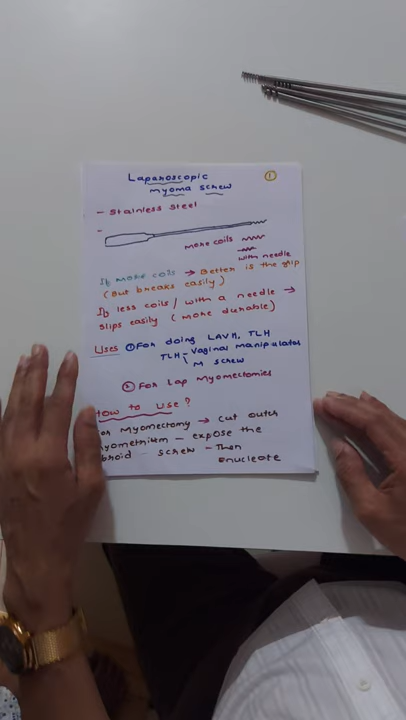 Laparoscopic
myoma screw
1
- Stainless Steel
-
more coils
with needle
If more coils → Better is the grip
(But breaks easily)
If less coils / with a needle →
Slips easily (more durable)
Uses ① For doing LAVH, TLH
TLH - Vaginal manipulator
M screw
② For Lap Myomectomies
How to Use?
For Myomectomy → cut outer
myometrium - expose the
fibroid - screw - Then
enucleate